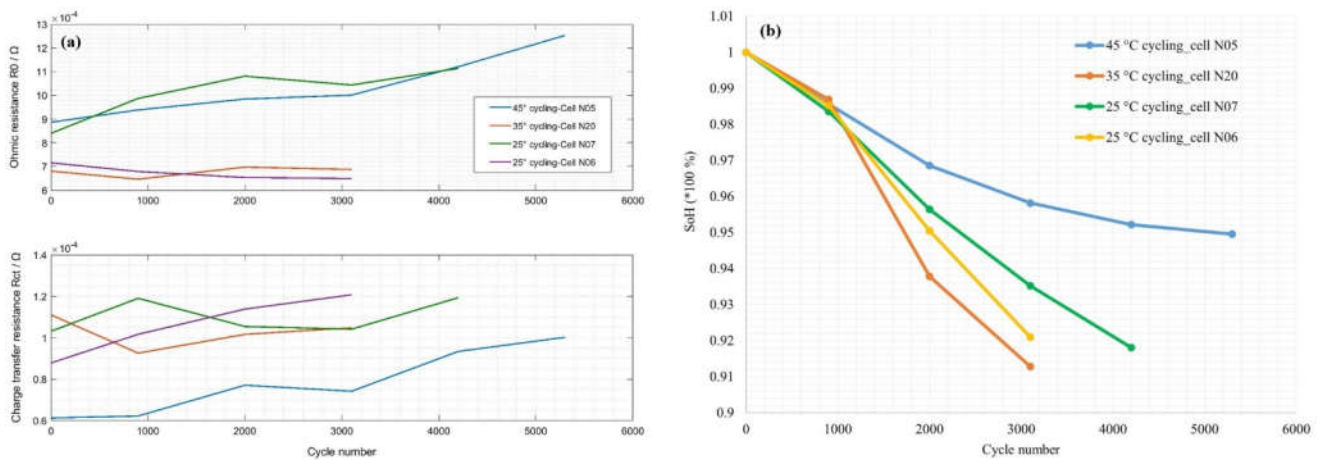 ×10⁻⁴
(a)
13
12
11
10
9
8
7
6
Ohmic resistance R0 / Ω
45° cycling-Cell N05
35° cycling-Cell N20
25° cycling-Cell N07
25° cycling-Cell N06
0 1000 2000 3000 4000 5000 6000
×10⁻⁴
1.4
1.2
1
0.8
0.6
Charge transfer resistance Rct / Ω
0 1000 2000 3000 4000 5000 6000
Cycle number
(b)
1.01
1
0.99
0.98
0.97
0.96
0.95
0.94
0.93
0.92
0.91
0.9
SoH (*100 %)
45 °C cycling_cell N05
35 °C cycling_cell N20
25 °C cycling_cell N07
25 °C cycling_cell N06
0 1000 2000 3000 4000 5000 6000
Cycle number